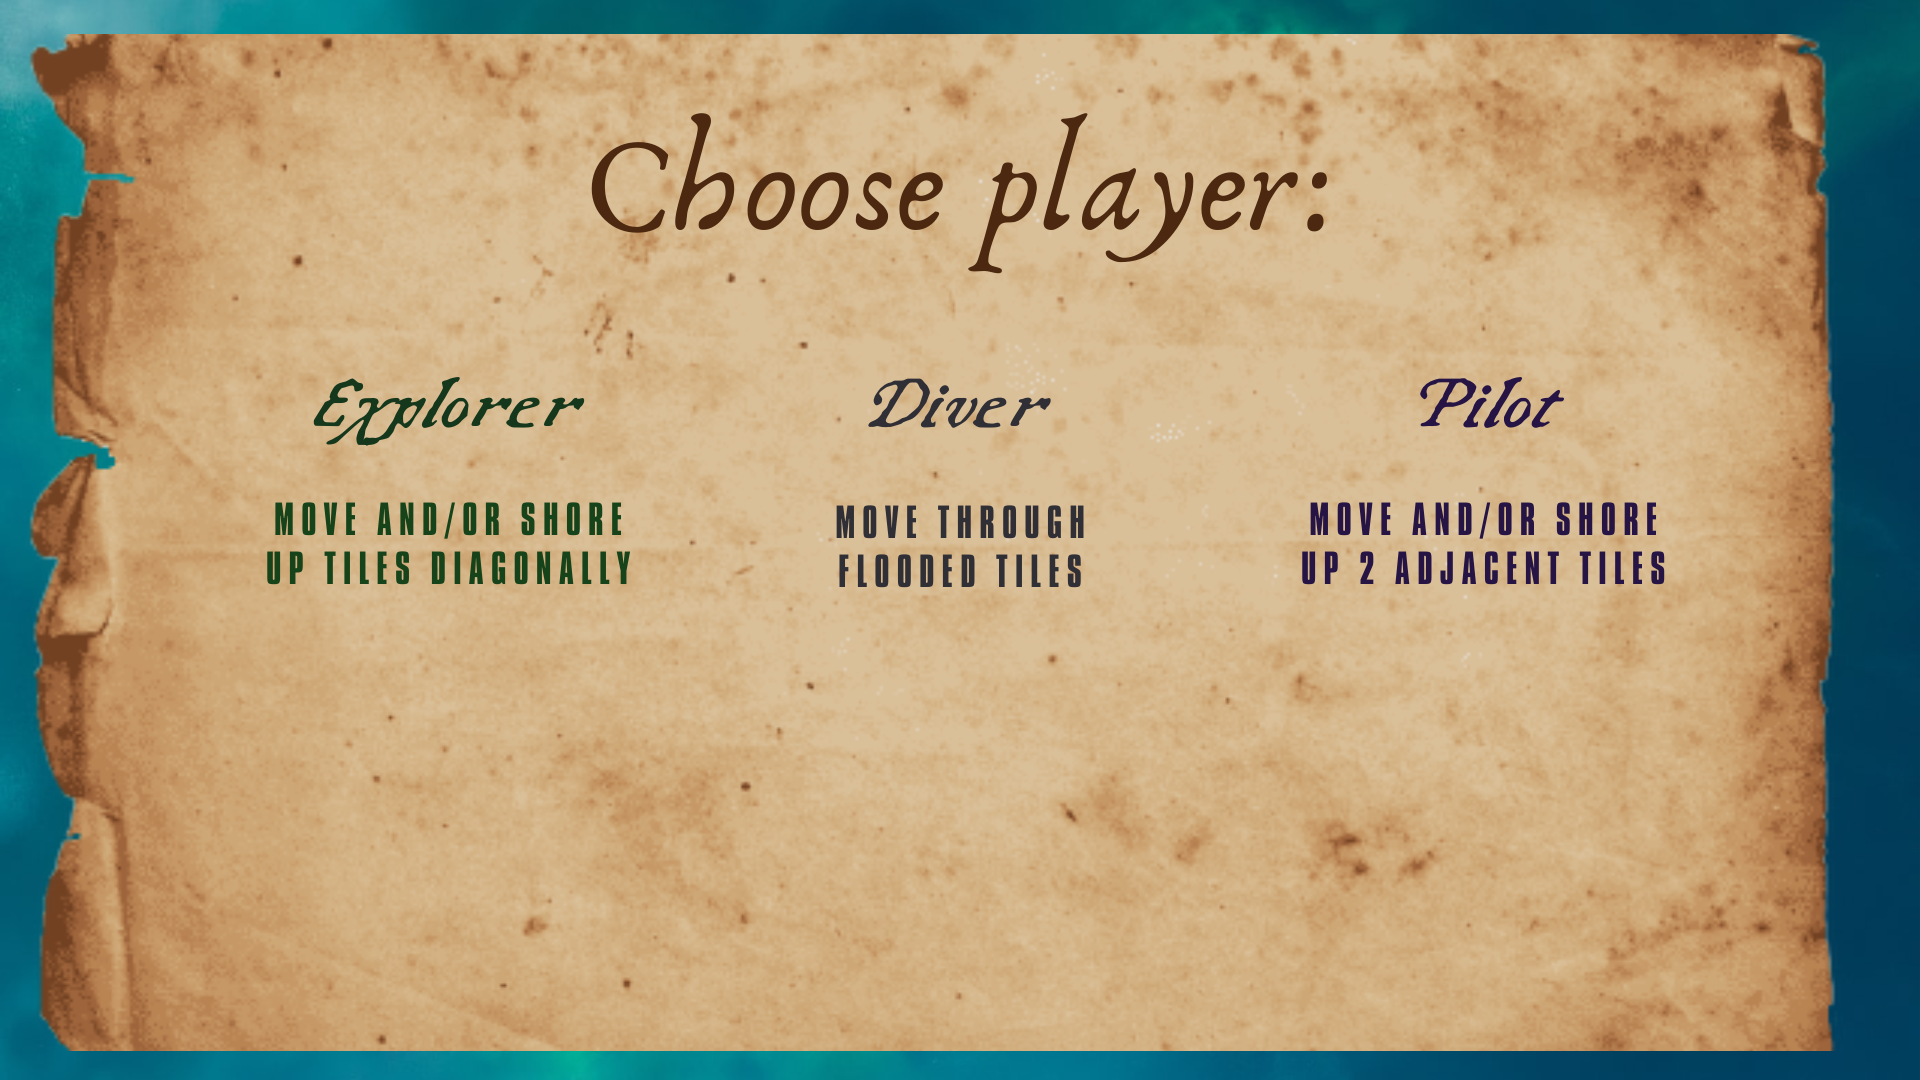 Choose player:
Explorer
MOVE AND/OR SHORE
UP TILES DIAGONALLY
Diver
MOVE THROUGH
FLOODED TILES
Pilot
MOVE AND/OR SHORE
UP 2 ADJACENT TILES